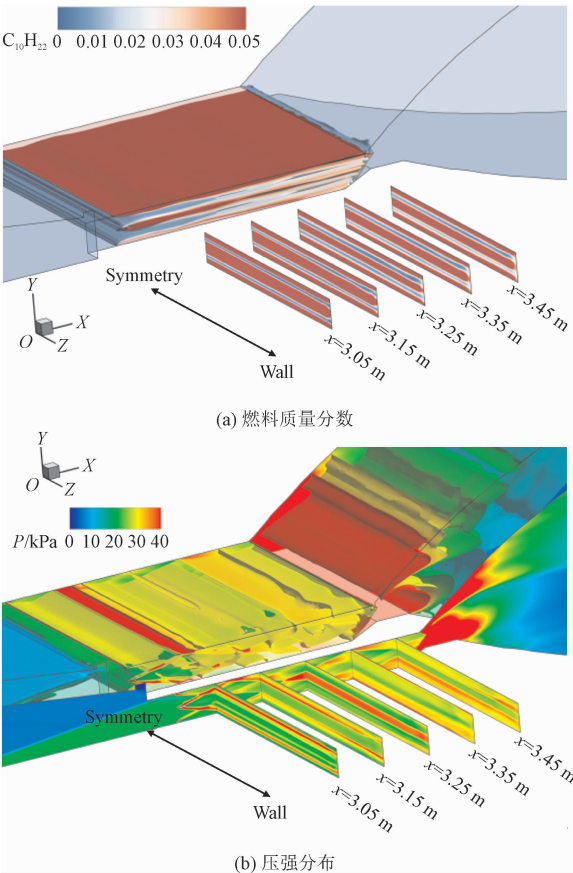 C₁₀H₂₂ 0 0.01 0.02 0.03 0.04 0.05
Symmetry
Wall
Y
X
O
Z
x=3.05 m
x=3.15 m
x=3.25 m
x=3.35 m
x=3.45 m
(a) 燃料质量分数
Y
X
O
Z
P/kPa 0 10 20 30 40
Symmetry
Wall
x=3.05 m
x=3.15 m
x=3.25 m
x=3.35 m
x=3.45 m
(b) 压强分布